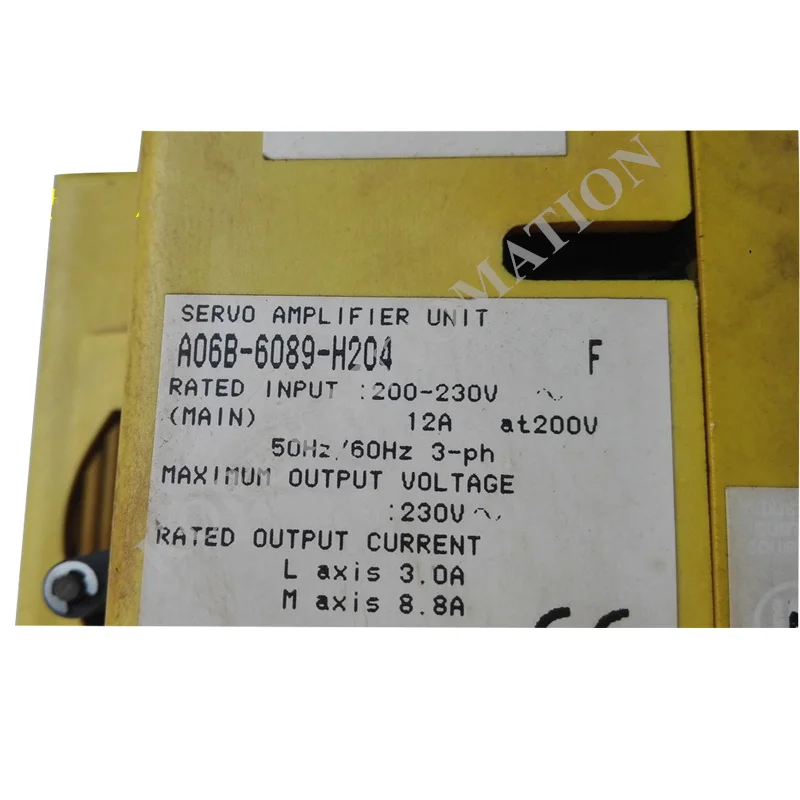 SERVO AMPLIFIER UNIT
A06B-6089-H204 F
RATED INPUT :200-230V ~
(MAIN) 12A at200V
50Hz/60Hz 3-ph
MAXIMUM OUTPUT VOLTAGE
:230V ~
RATED OUTPUT CURRENT
L axis 3.0A
M axis 8.8A
MATION